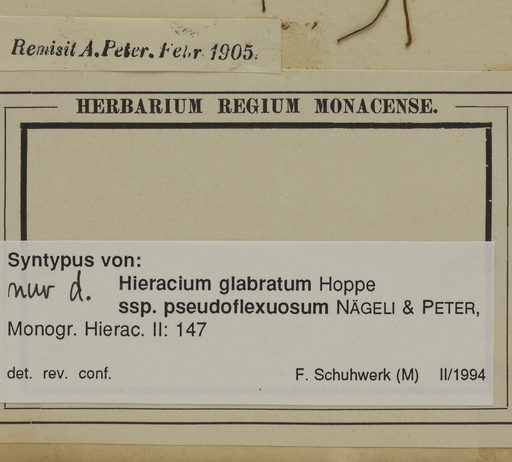 Remisit A. Peter. Febr 1905.
HERBARIUM REGIUM MONACENSE.
Syntypus von:
nur d. Hieracium glabratum Hoppe
ssp. pseudoflexuosum NÄGELI & PETER,
Monogr. Hierac. II: 147
det. rev. conf. F. Schuhwerk (M) II/1994